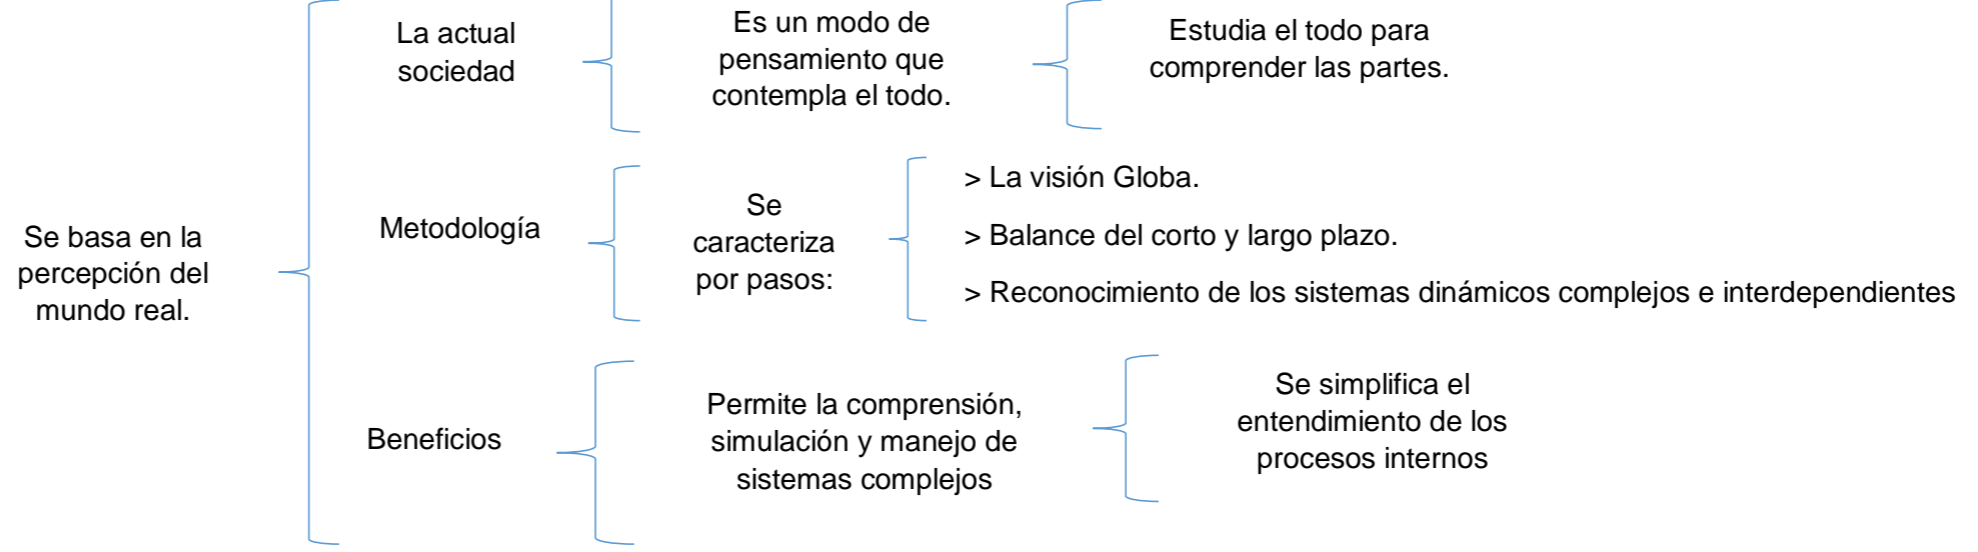 Se basa en la
percepción del
mundo real.
La actual
sociedad
Es un modo de
pensamiento que
contempla el todo.
Estudia el todo para
comprender las partes.
Metodología
Se
caracteriza
por pasos:
> La visión Globa.
> Balance del corto y largo plazo.
> Reconocimiento de los sistemas dinámicos complejos e interdependientes
Beneficios
Permite la comprensión,
simulación y manejo de
sistemas complejos
Se simplifica el
entendimiento de los
procesos internos